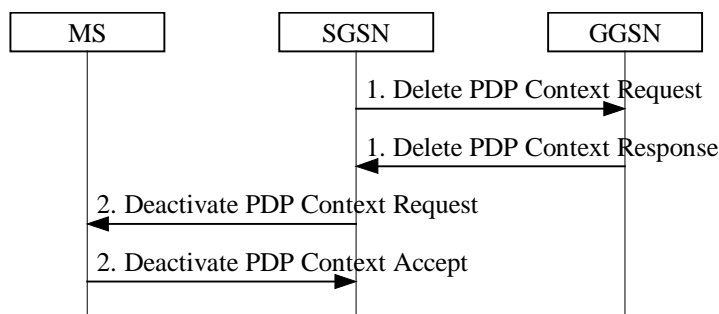 MS
SGSN
GGSN
1. Delete PDP Context Request
1. Delete PDP Context Response
2. Deactivate PDP Context Request
2. Deactivate PDP Context Accept